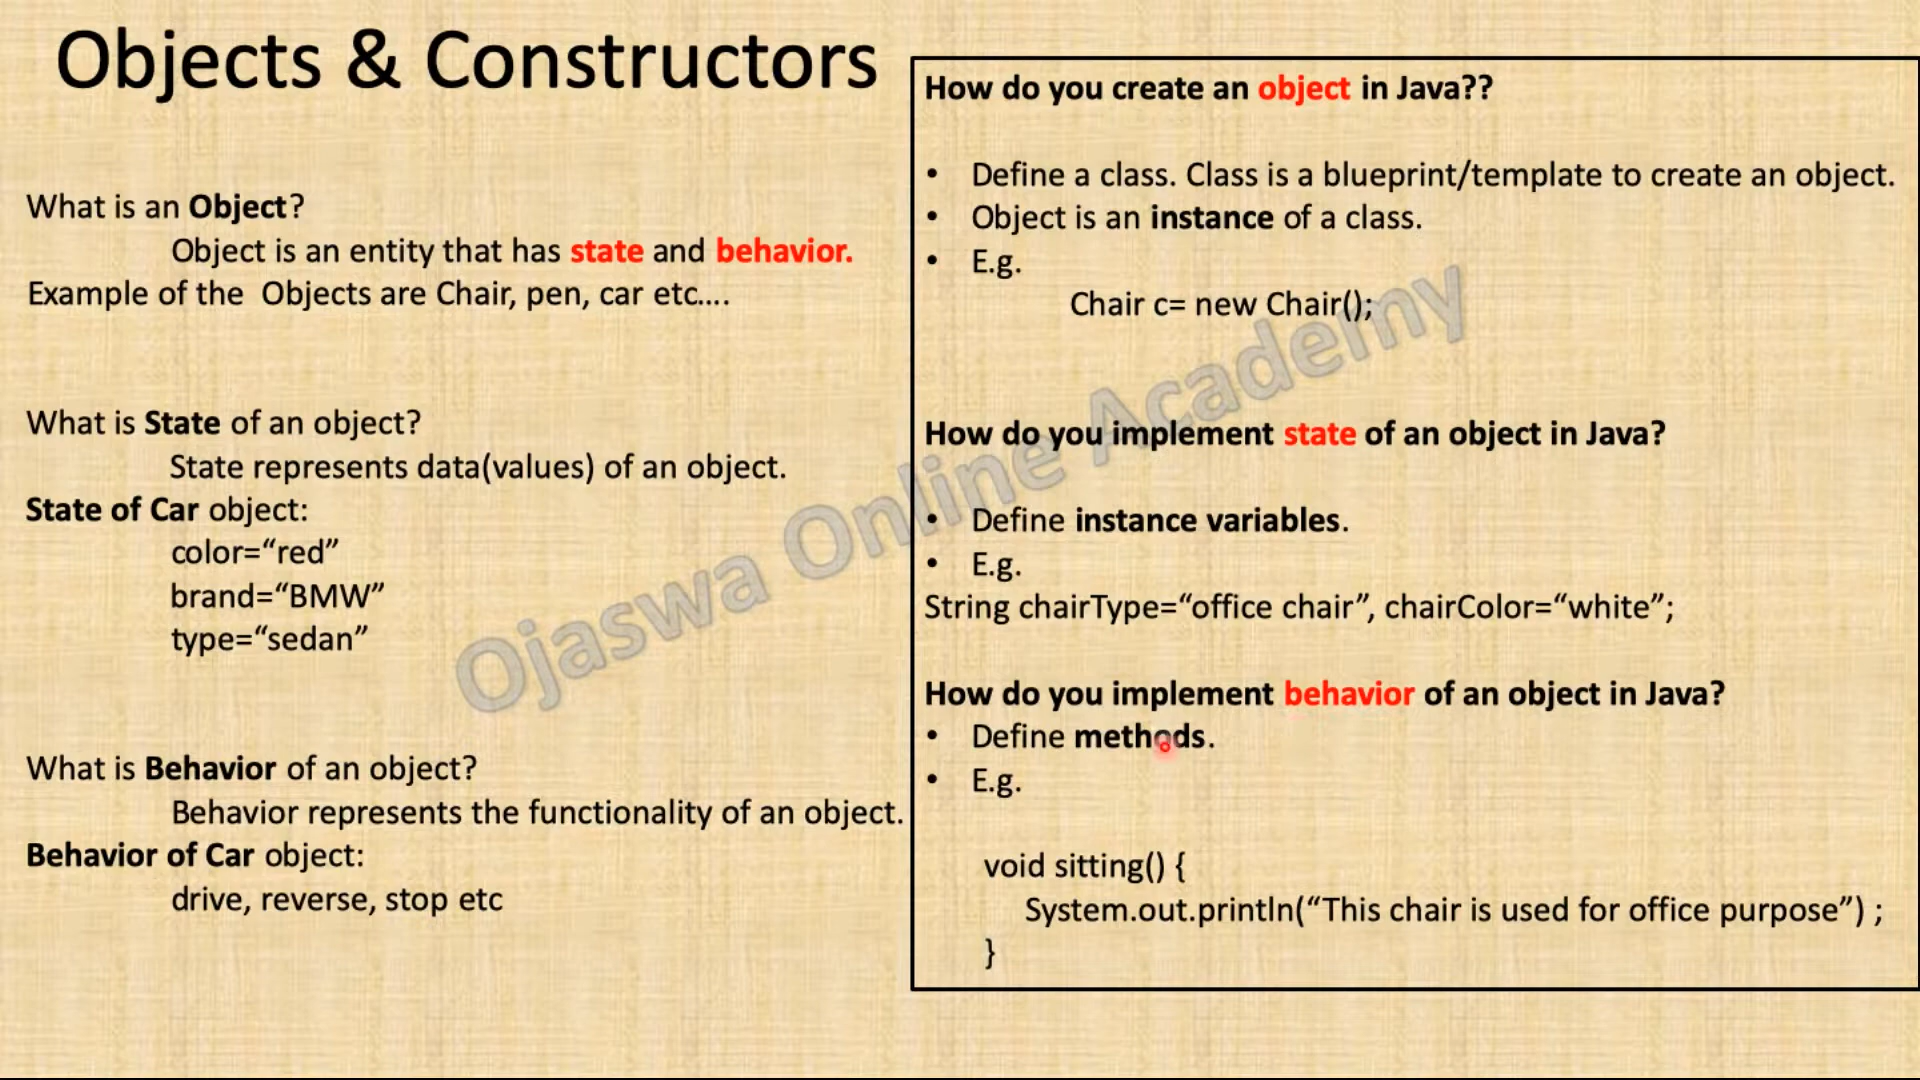 Objects & Constructors
What is an Object?
Object is an entity that has state and behavior.
Example of the  Objects are Chair, pen, car etc....
What is State of an object?
State represents data(values) of an object.
State of Car object:
color=“red”
brand=“BMW”
type=“sedan”
What is Behavior of an object?
Behavior represents the functionality of an object.
Behavior of Car object:
drive, reverse, stop etc
How do you create an object in Java??
• Define a class. Class is a blueprint/template to create an object.
• Object is an instance of a class.
• E.g.
Chair c= new Chair();
How do you implement state of an object in Java?
• Define instance variables.
• E.g.
String chairType=“office chair”, chairColor=“white”;
How do you implement behavior of an object in Java?
• Define methods.
• E.g.
void sitting() {
System.out.println(“This chair is used for office purpose”) ;
}
Ojaswa Online Academy